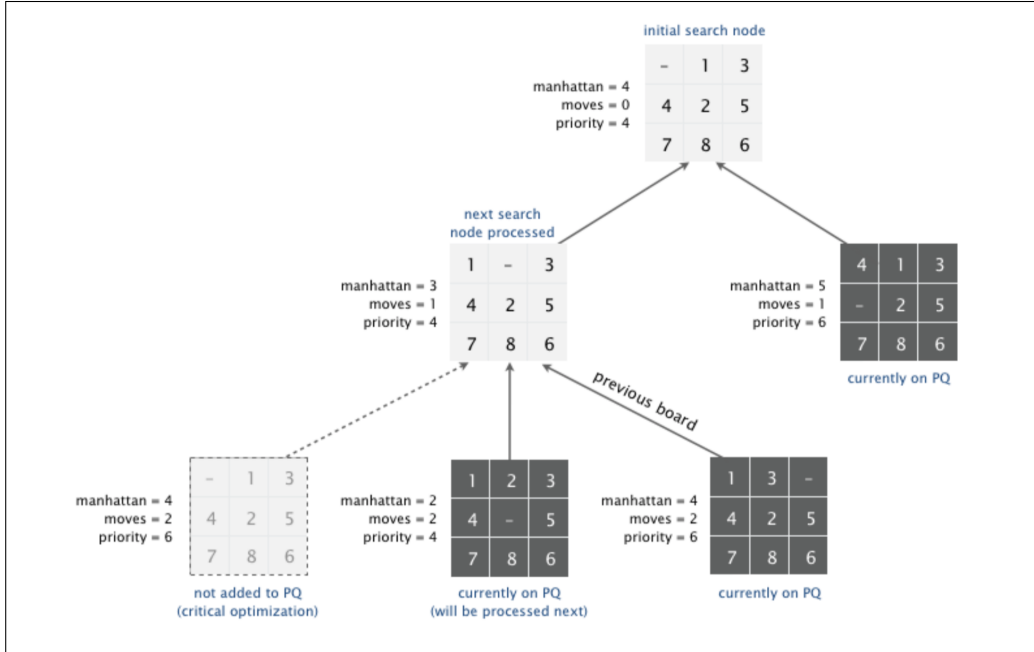 initial search node
- 1 3
manhattan = 4
moves = 0
priority = 4
4 2 5
7 8 6
next search
node processed
1 - 3
manhattan = 3
moves = 1
priority = 4
4 2 5
7 8 6
4 1 3
manhattan = 5
moves = 1
priority = 6
- 2 5
7 8 6
currently on PQ
previous board
- 1 3
manhattan = 4
moves = 2
priority = 6
4 2 5
7 8 6
not added to PQ
(critical optimization)
1 2 3
manhattan = 2
moves = 2
priority = 4
4 - 5
7 8 6
currently on PQ
(will be processed next)
1 3 -
manhattan = 4
moves = 2
priority = 6
4 2 5
7 8 6
currently on PQ